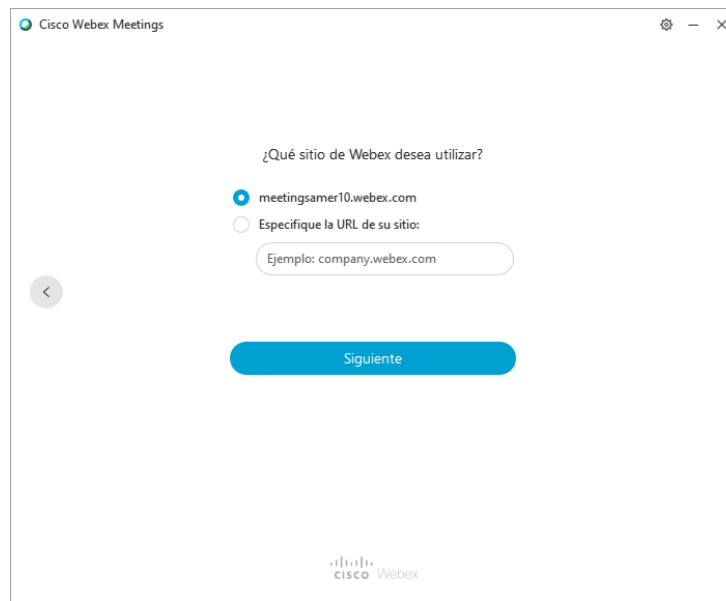 Cisco Webex Meetings
¿Qué sitio de Webex desea utilizar?
meetingsamer10.webex.com
Especifique la URL de su sitio:
Ejemplo: company.webex.com
Siguiente
cisco Webex